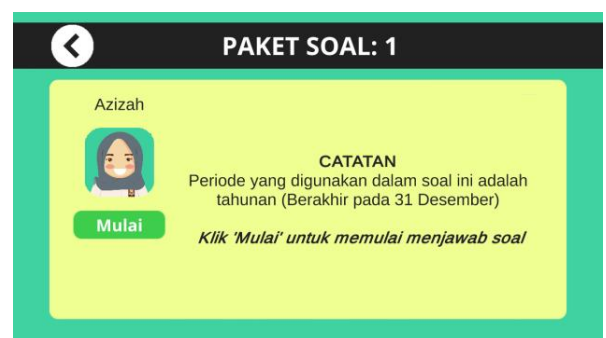 PAKET SOAL: 1
Azizah
Mulai
CATATAN
Periode yang digunakan dalam soal ini adalah
tahunan (Berakhir pada 31 Desember)
Klik 'Mulai' untuk memulai menjawab soal